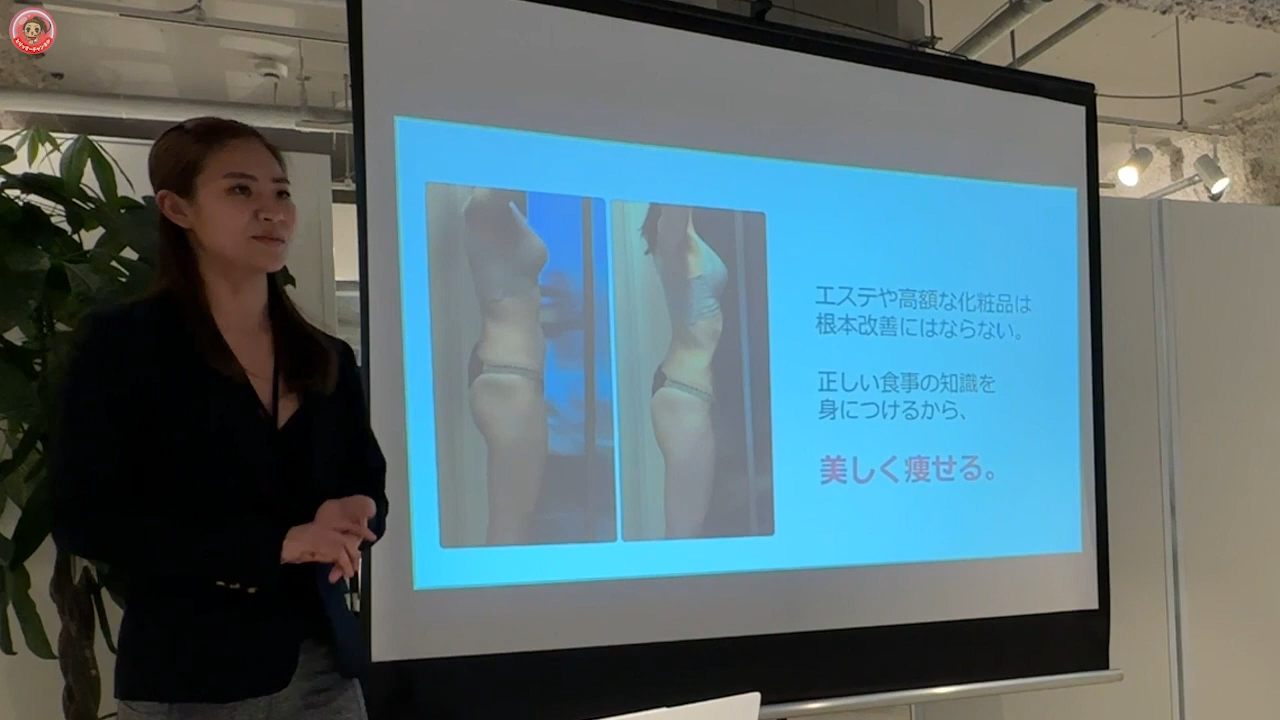 エステや高額な化粧品は
根本改善にはならない。
正しい食事の知識を
身につけるから、
美しく痩せる。